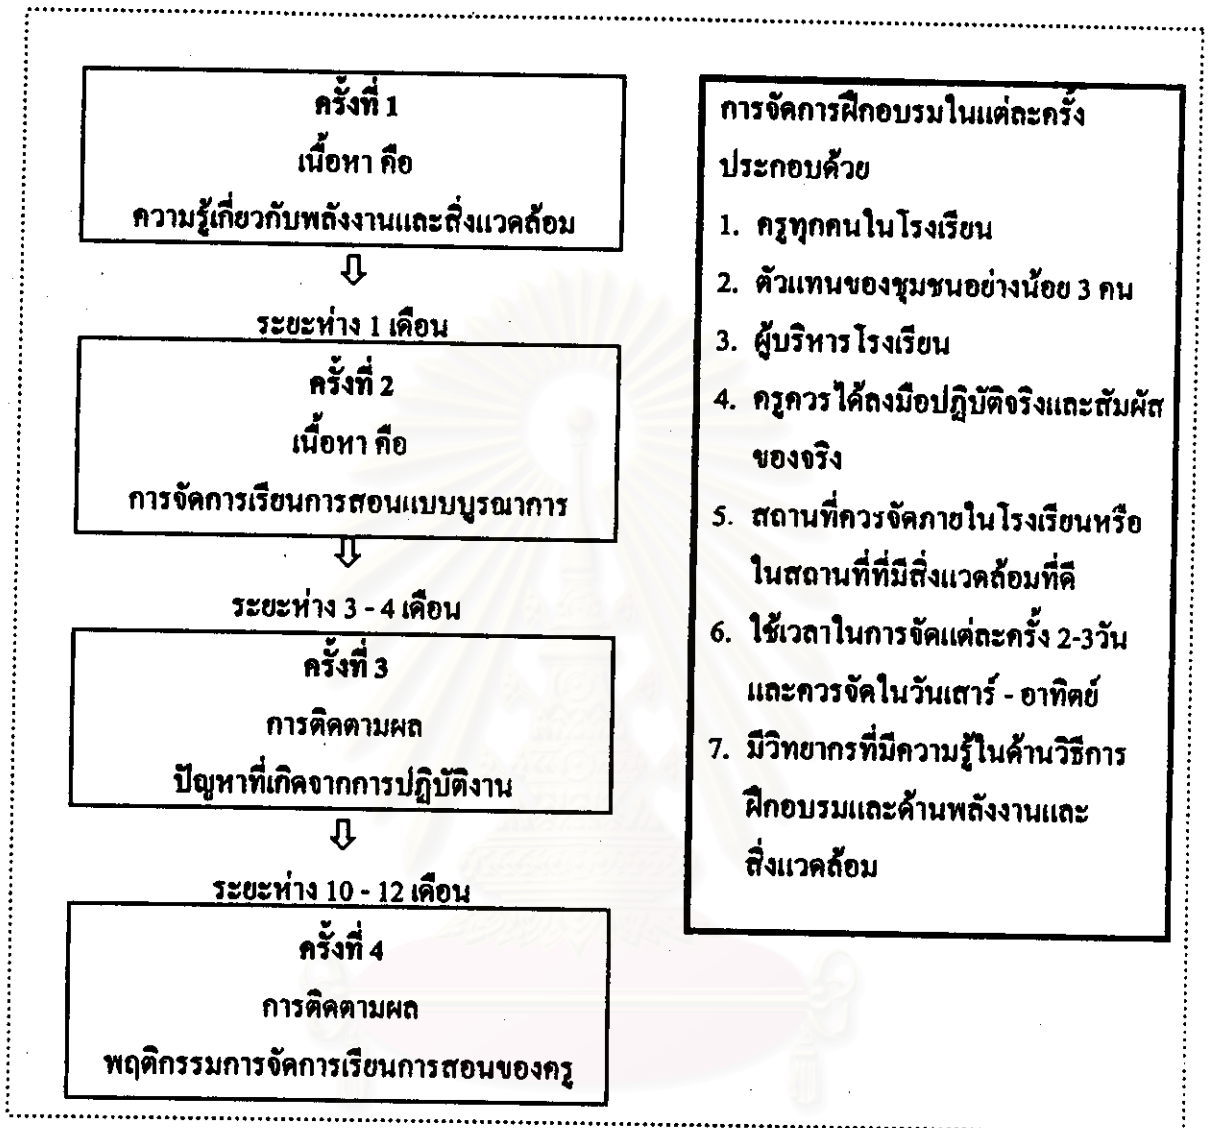 ครั้งที่ 1
เนื้อหา คือ
ความรู้เกี่ยวกับพลังงานและสิ่งแวดล้อม
ระยะห่าง 1 เดือน
ครั้งที่ 2
เนื้อหา คือ
การจัดการเรียนการสอนแบบบูรณาการ
ระยะห่าง 3 - 4 เดือน
ครั้งที่ 3
การติดตามผล
ปัญหาที่เกิดจากการปฏิบัติงาน
ระยะห่าง 10 - 12 เดือน
ครั้งที่ 4
การติดตามผล
พฤติกรรมการจัดการเรียนการสอนของครู
การจัดการฝึกอบรมในแต่ละครั้ง
ประกอบด้วย
1. ครูทุกคนในโรงเรียน
2. ตัวแทนของชุมชนอย่างน้อย 3 คน
3. ผู้บริหารโรงเรียน
4. ครูควรได้ลงมือปฏิบัติจริงและสัมผัส
ของจริง
5. สถานที่ควรจัดภายในโรงเรียนหรือ
ในสถานที่ที่มีสิ่งแวดล้อมที่ดี
6. ใช้เวลาในการจัดแต่ละครั้ง 2-3วัน
และควรจัดในวันเสาร์ - อาทิตย์
7. มีวิทยากรที่มีความรู้ในด้านวิธีการ
ฝึกอบรมและด้านพลังงานและ
สิ่งแวดล้อม